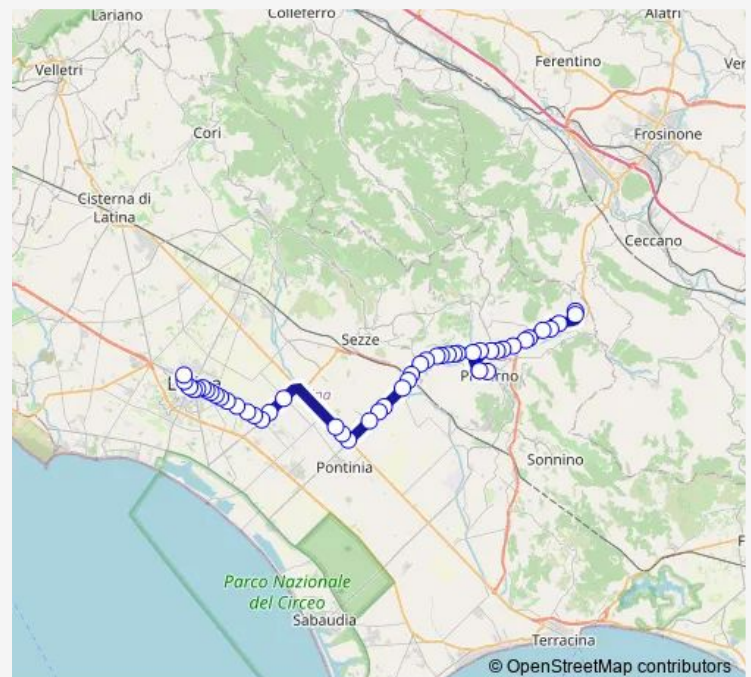 Lariano
Colleferro
Alatri
Velletri
Ferentino
Cori
Frosinone
Cisterna di
Latina
Ceccano
Sezze
Pontinia
Sonnino
Parco Nazionale
del Circeo
Sabaudia
Terracina
© OpenStreetMap contributors